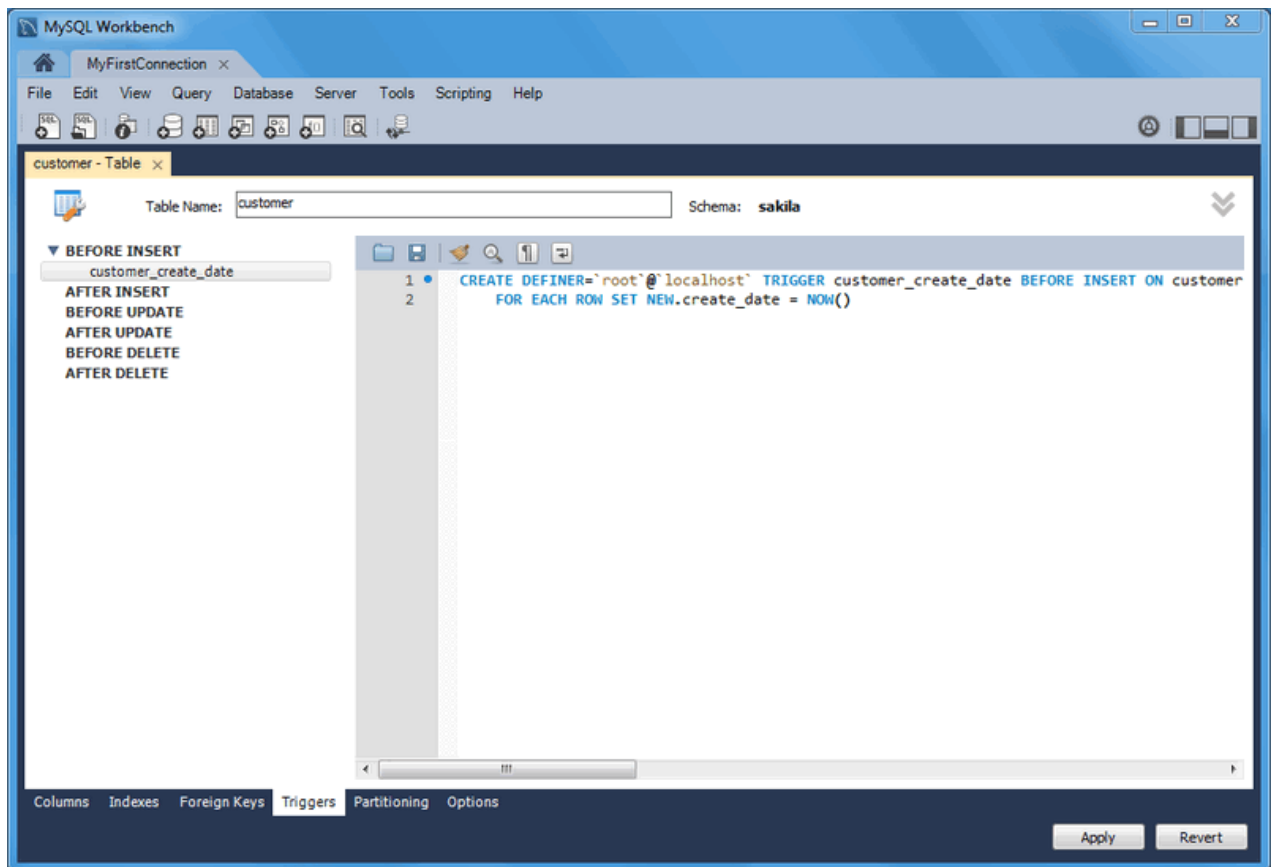 MySQL Workbench
MyFirstConnection
File Edit View Query Database Server Tools Scripting Help
customer - Table
Table Name: customer Schema: sakila
BEFORE INSERT
customer_create_date
AFTER INSERT
BEFORE UPDATE
AFTER UPDATE
BEFORE DELETE
AFTER DELETE
1 CREATE DEFINER=`root`@`localhost` TRIGGER customer_create_date BEFORE INSERT ON customer
2 FOR EACH ROW SET NEW.create_date = NOW()
Columns Indexes Foreign Keys Triggers Partitioning Options
Apply Revert